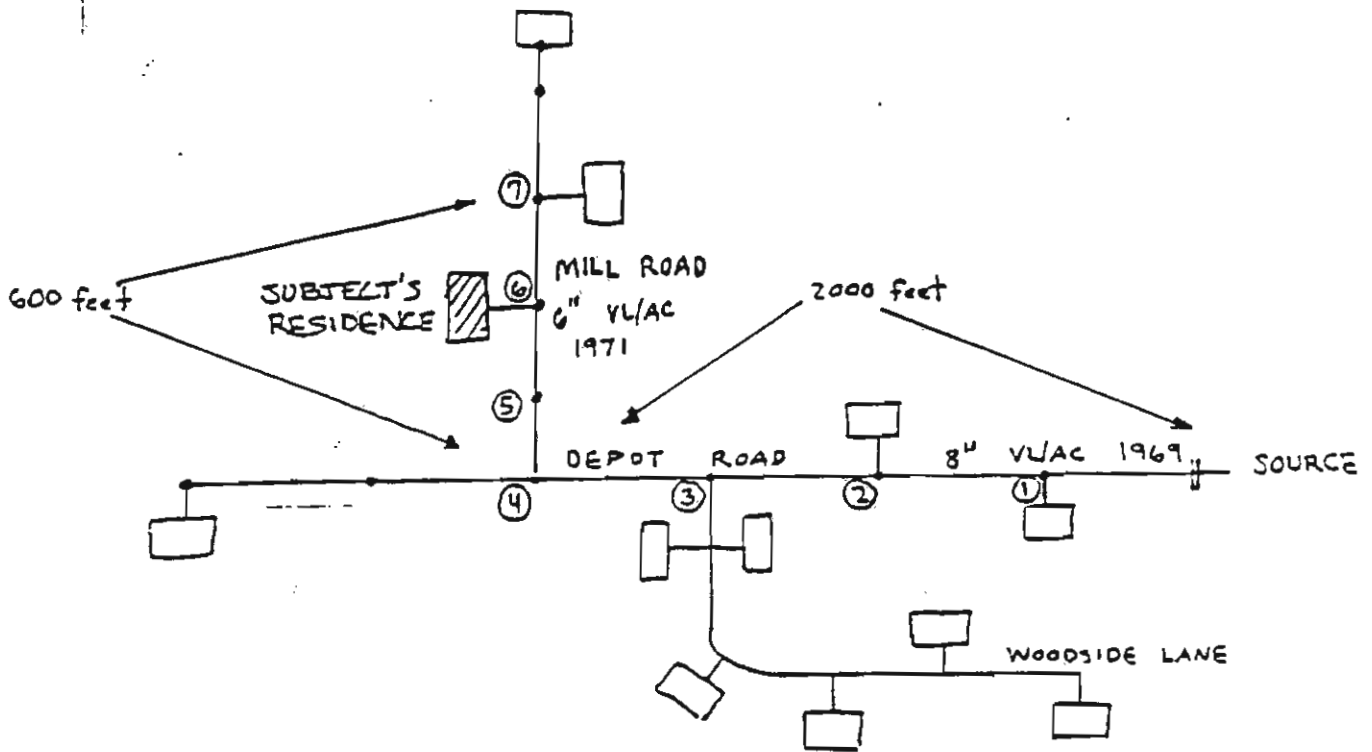 7
600 feet
SUBJECT'S
RESIDENCE
6
MILL ROAD
6" VL/AC
1971
2000 feet
5
DEPOT ROAD
8" VL/AC 1969
SOURCE
4
3
2
1
WOODSIDE LANE